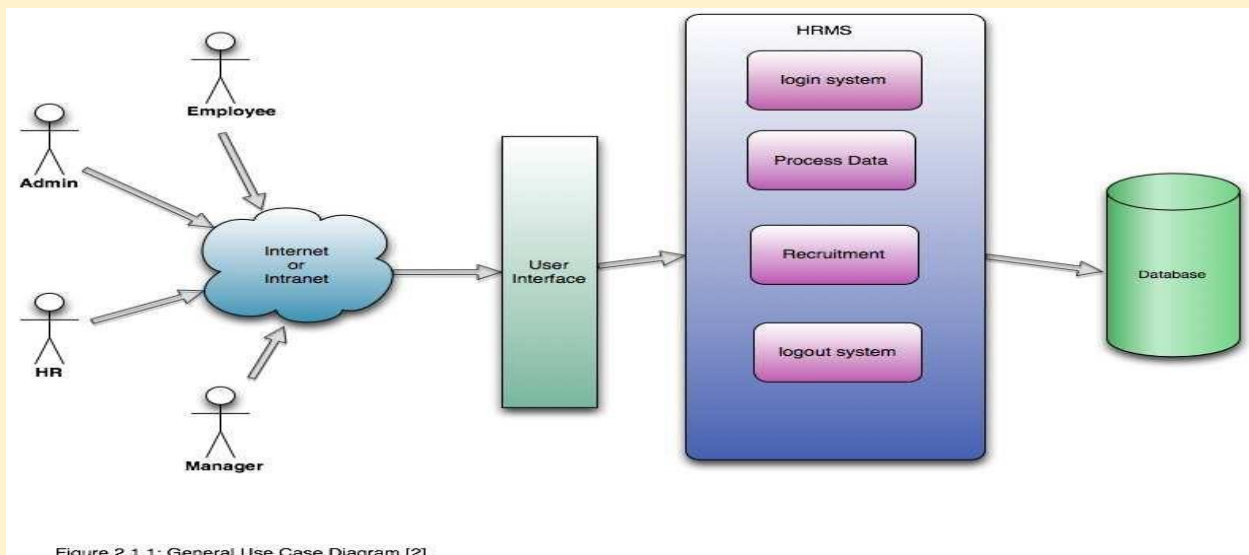 Employee
Admin
HR
Manager
Internet
or
Intranet
User
Interface
HRMS
login system
Process Data
Recruitment
logout system
Database
Figure 2.1.1: General Use Case Diagram [2]